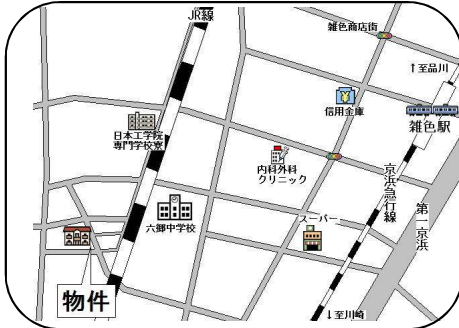 JR線
雑色商店街
↑至品川
信用金庫
雑色駅
日本工学院
専門学校寮
内科外科
クリニック
京浜急行線
第一京浜
六郷中学校
スーパー
物件
↓至川崎